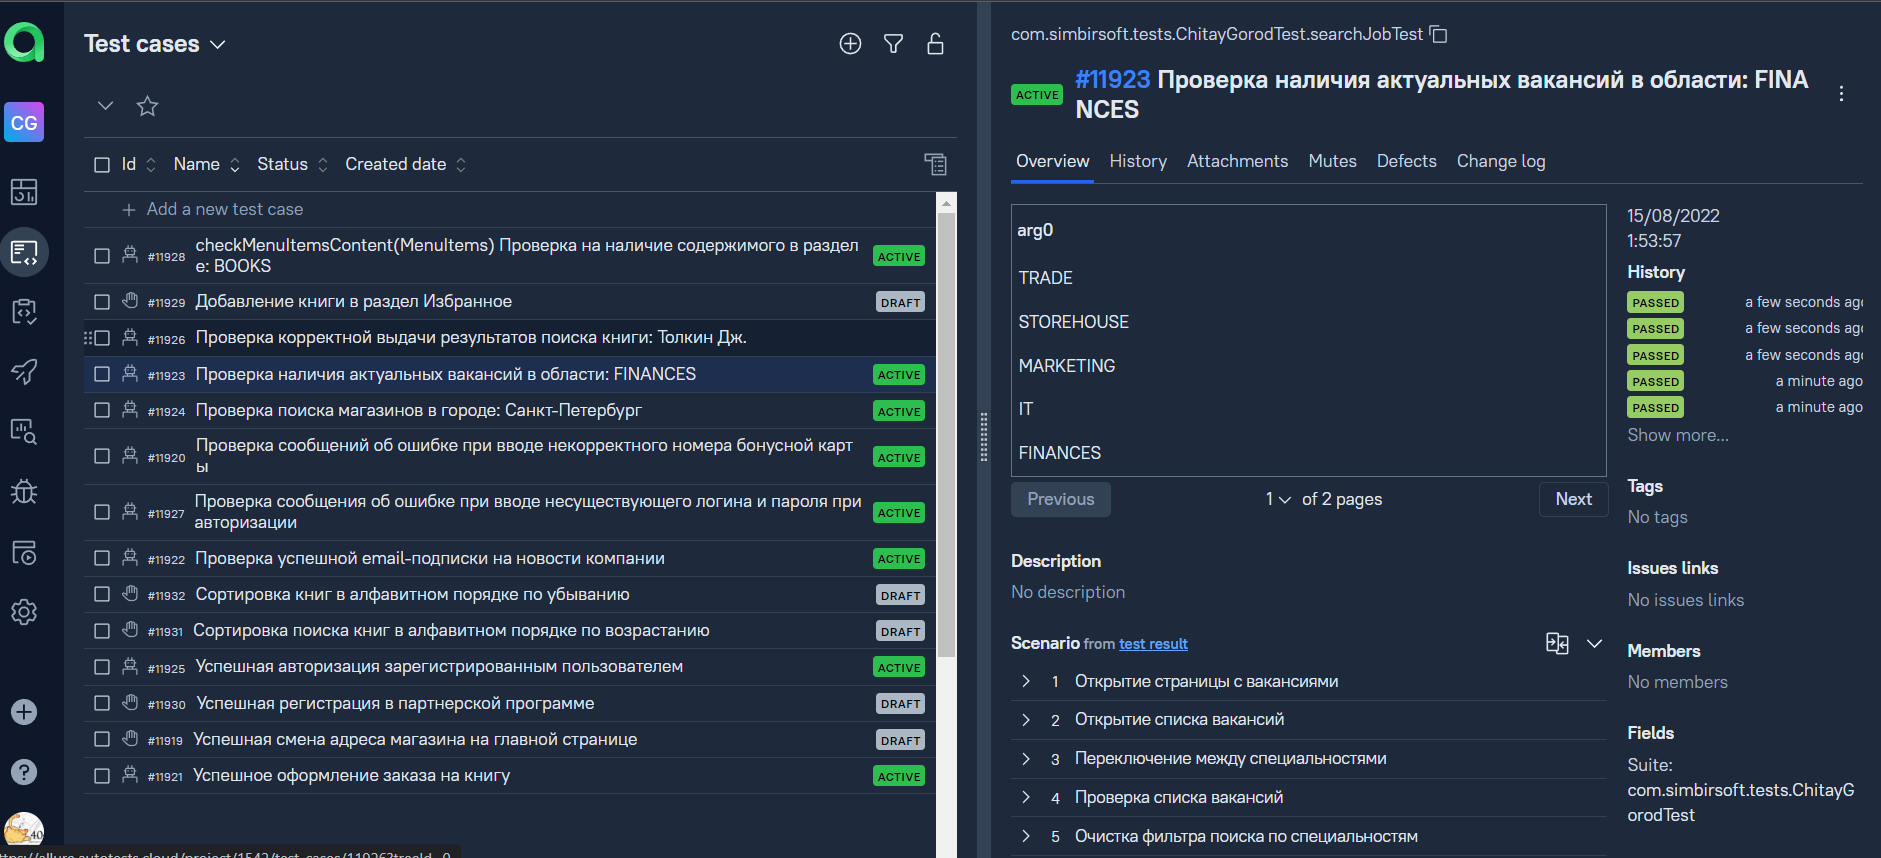 Test cases
CG
Id Name Status Created date
Add a new test case
#11928 checkMenuItemsContent(MenuItems) Проверка на наличие содержимого в раздел
е: BOOKS ACTIVE
#11929 Добавление книги в раздел Избранное DRAFT
#11926 Проверка корректной выдачи результатов поиска книги: Толкин Дж.
#11923 Проверка наличия актуальных вакансий в области: FINANCES ACTIVE
#11924 Проверка поиска магазинов в городе: Санкт-Петербург ACTIVE
#11920 Проверка сообщений об ошибке при вводе некорректного номера бонусной карт
ы ACTIVE
#11927 Проверка сообщения об ошибке при вводе несуществующего логина и пароля при
авторизации ACTIVE
#11922 Проверка успешной email-подписки на новости компании ACTIVE
#11932 Сортировка книг в алфавитном порядке по убыванию DRAFT
#11931 Сортировка поиска книг в алфавитном порядке по возрастанию DRAFT
#11925 Успешная авторизация зарегистрированным пользователем ACTIVE
#11930 Успешная регистрация в партнерской программе DRAFT
#11919 Успешная смена адреса магазина на главной странице DRAFT
#11921 Успешное оформление заказа на книгу ACTIVE
40
com.simbirsoft.tests.ChitayGorodTest.searchJobTest
ACTIVE #11923 Проверка наличия актуальных вакансий в области: FINA
NCES
Overview History Attachments Mutes Defects Change log
arg0
TRADE
STOREHOUSE
MARKETING
IT
FINANCES
Previous 1 of 2 pages Next
Description
No description
Scenario from test result
1 Открытие страницы с вакансиями
2 Открытие списка вакансий
3 Переключение между специальностями
4 Проверка списка вакансий
5 Очистка фильтра поиска по специальностям
15/08/2022
1:53:57
History
PASSED a few seconds ago
PASSED a few seconds ago
PASSED a few seconds ago
PASSED a minute ago
PASSED a minute ago
Show more...
Tags
No tags
Issues links
No issues links
Members
No members
Fields
Suite:
com.simbirsoft.tests.ChitayG
orodTest